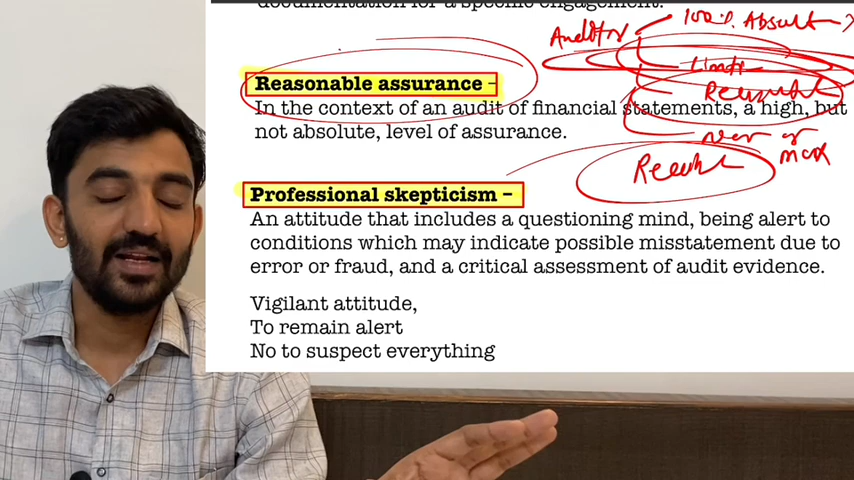 documentation for a specific engagement.
Auditor
100%. Absult
Reasonable assurance -
In the context of an audit of financial statements, a high, but
not absolute, level of assurance.
Professional skepticism –
An attitude that includes a questioning mind, being alert to
conditions which may indicate possible misstatement due to
error or fraud, and a critical assessment of audit evidence.
Vigilant attitude,
To remain alert
No to suspect everything